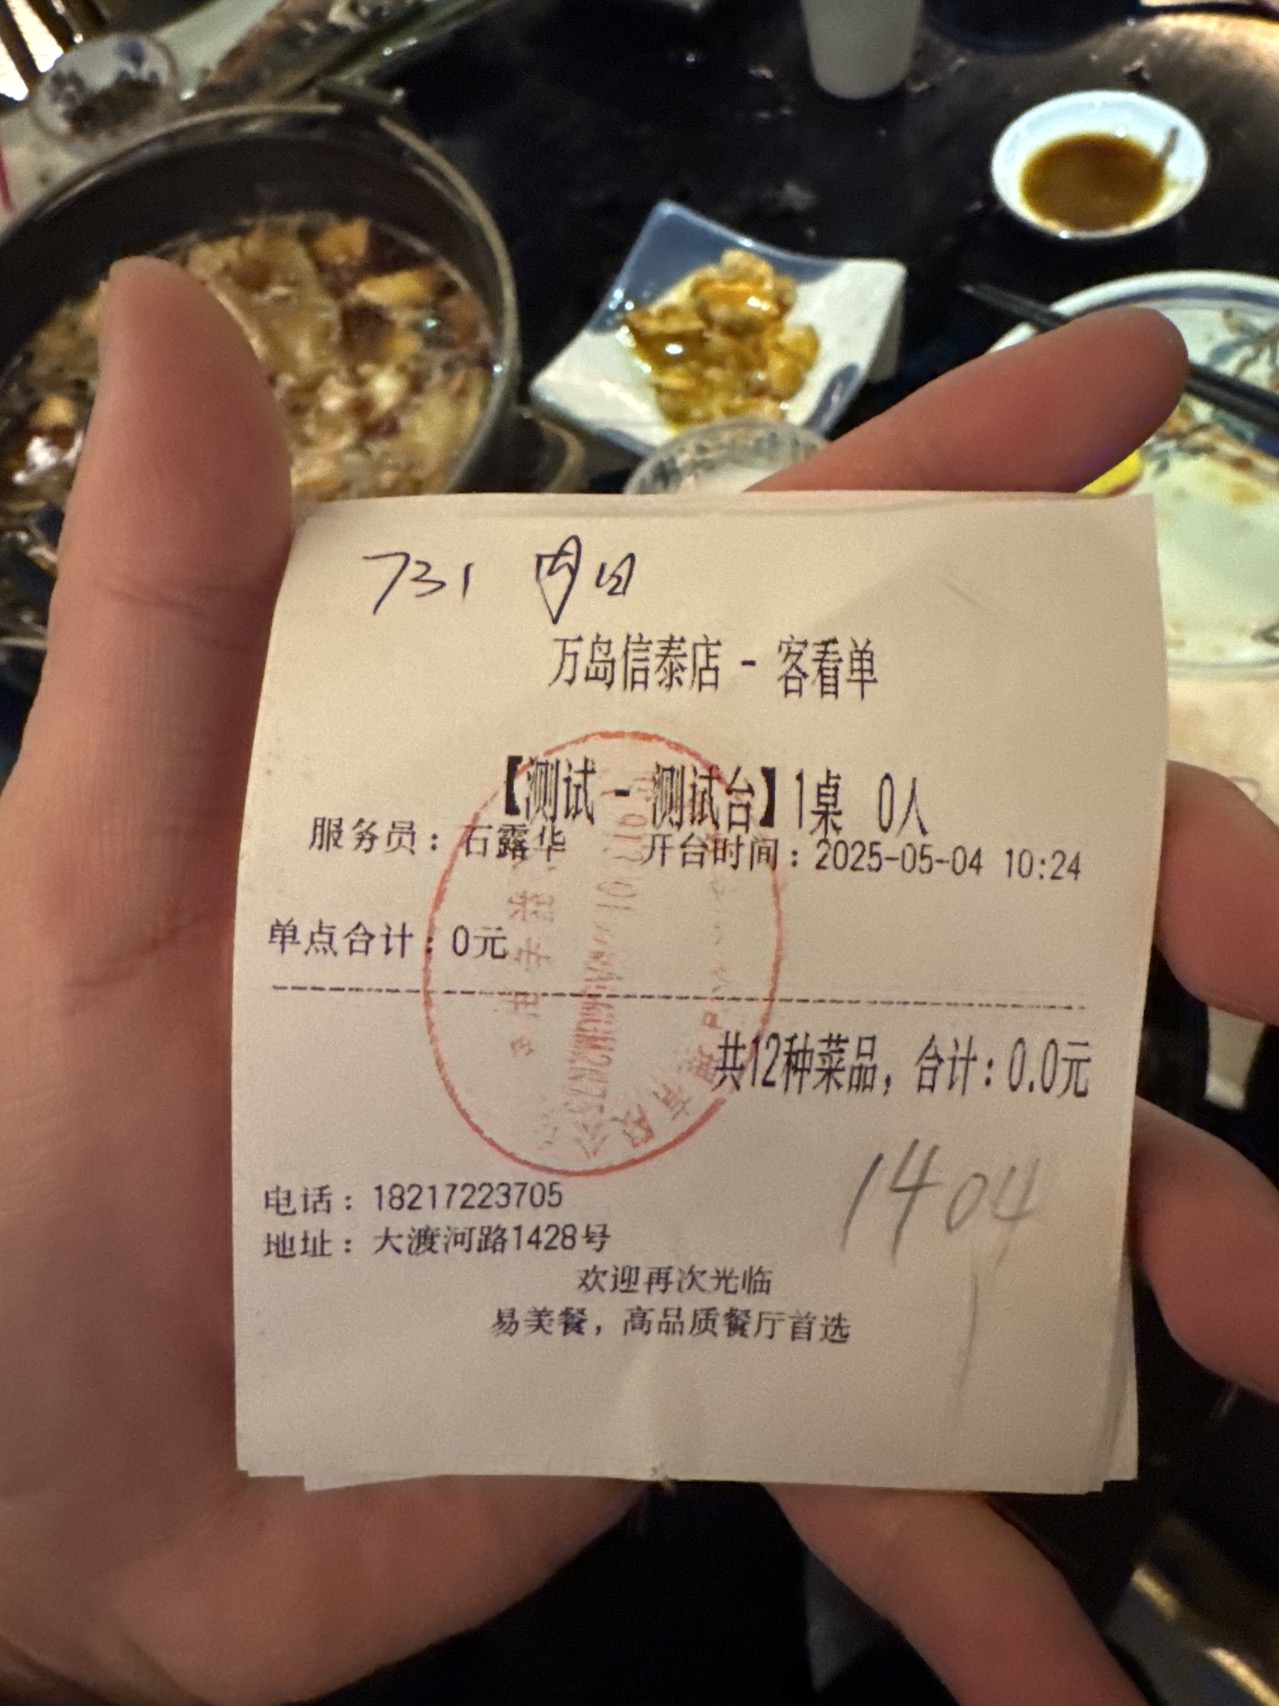 731
万岛信泰店 - 客看单
【测试 - 测试台】1桌 0人
服务员：石露华 开台时间：2025-05-04 10:24
单点合计：0元
共12种菜品，合计：0.0元
1404
电话：18217223705
地址：大渡河路1428号
欢迎再次光临
易美餐，高品质餐厅首选